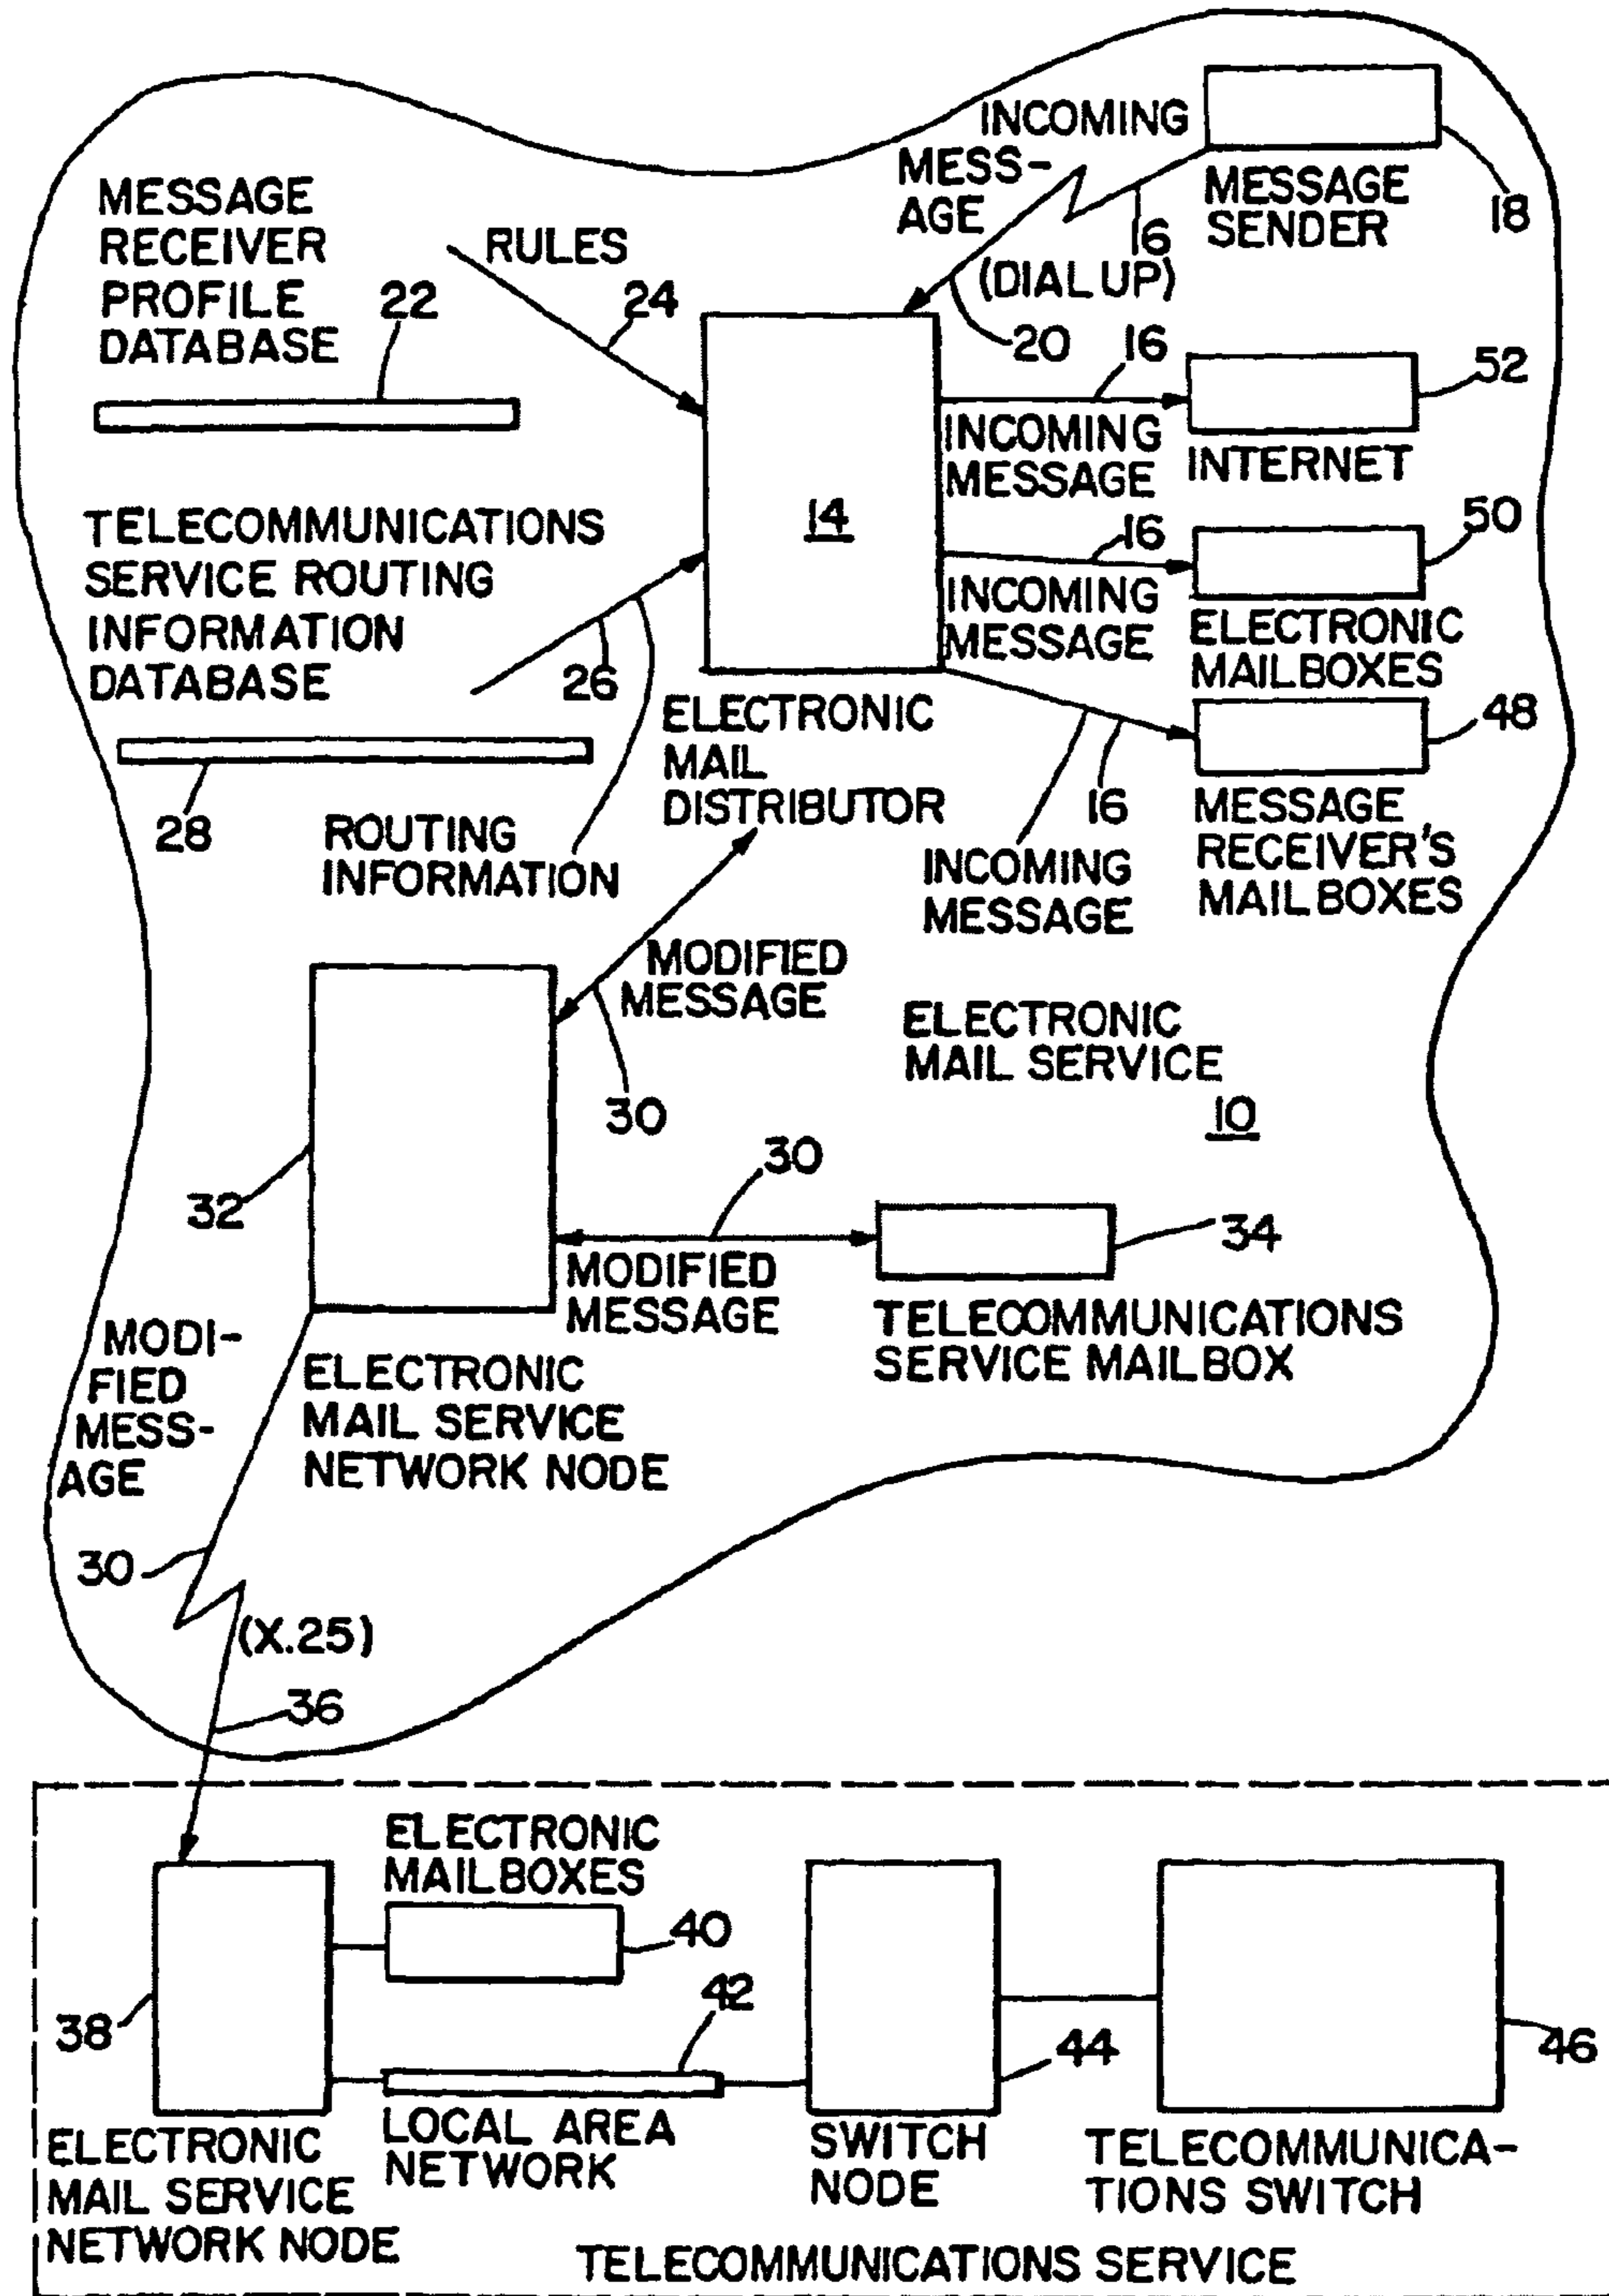 INCOMING
MESS-
AGE
MESSAGE
SENDER
18
16
(DIAL UP)
20
MESSAGE
RECEIVER
PROFILE
DATABASE
22
RULES
24
14
16
52
INCOMING
MESSAGE
INTERNET
16
50
INCOMING
MESSAGE
ELECTRONIC
MAILBOXES
TELECOMMUNICATIONS
SERVICE ROUTING
INFORMATION
DATABASE
26
28
ROUTING
INFORMATION
ELECTRONIC
MAIL
DISTRIBUTOR
48
16
INCOMING
MESSAGE
MESSAGE
RECEIVER'S
MAILBOXES
MODIFIED
MESSAGE
30
ELECTRONIC
MAIL SERVICE
10
32
30
34
MODIFIED
MESSAGE
TELECOMMUNICATIONS
SERVICE MAILBOX
MODI-
FIED
MESS-
AGE
ELECTRONIC
MAIL SERVICE
NETWORK NODE
30
(X.25)
36
ELECTRONIC
MAILBOXES
40
42
38
44
46
ELECTRONIC
MAIL SERVICE
NETWORK NODE
LOCAL AREA
NETWORK
SWITCH
NODE
TELECOMMUNICA-
TIONS SWITCH
TELECOMMUNICATIONS SERVICE